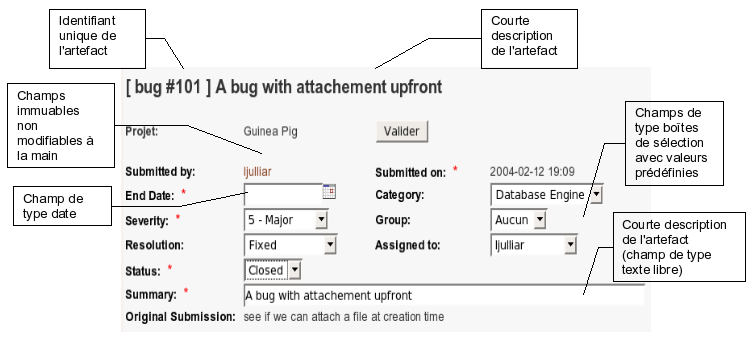 Identifiant
unique de
l'artefact
Courte
description
de l'artefact
[ bug #101 ] A bug with attachement upfront
Champs
immuables
non
modifiables à
la main
Champs de
type boîtes
de sélection
avec valeurs
prédéfinies
Projet: Guinea Pig Valider
Submitted by: ljulliar Submitted on: * 2004-02-12 19:09
Champ de
type date
End Date: * Category: Database Engine
Severity: * 5 - Major Group: Aucun
Resolution: Fixed Assigned to: ljulliar
Courte description
de l'artefact
(champ de type
texte libre)
Status: * Closed
Summary: * A bug with attachement upfront
Original Submission: see if we can attach a file at creation time